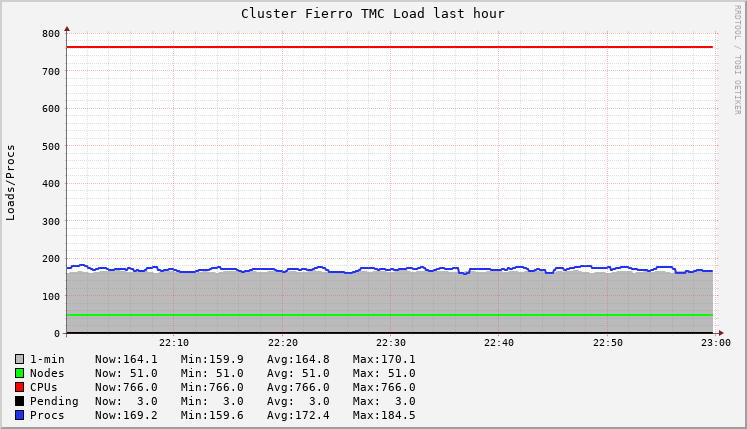 Cluster Fierro TMC Load last hour
RRDTOOL / TOBI OETIKER
Loads/Procs
800
700
600
500
400
300
200
100
0
22:10 22:20 22:30 22:40 22:50 23:00
1-min Now:164.1 Min:159.9 Avg:164.8 Max:170.1
Nodes Now: 51.0 Min: 51.0 Avg: 51.0 Max: 51.0
CPUs Now:766.0 Min:766.0 Avg:766.0 Max:766.0
Pending Now: 3.0 Min: 3.0 Avg: 3.0 Max: 3.0
Procs Now:169.2 Min:159.6 Avg:172.4 Max:184.5